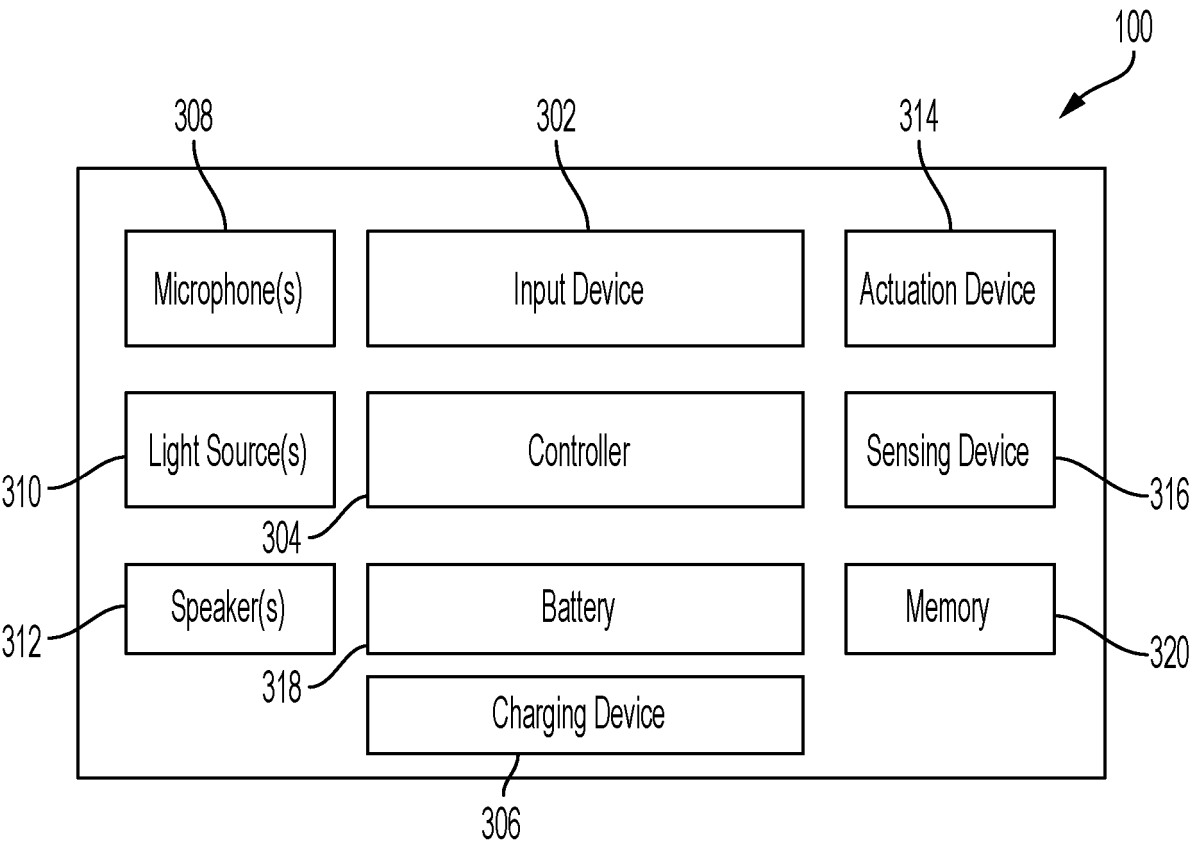 100
308
302
314
Microphone(s)
Input Device
Actuation Device
Light Source(s)
Controller
Sensing Device
310
304
316
Speaker(s)
Battery
Memory
312
318
320
Charging Device
306